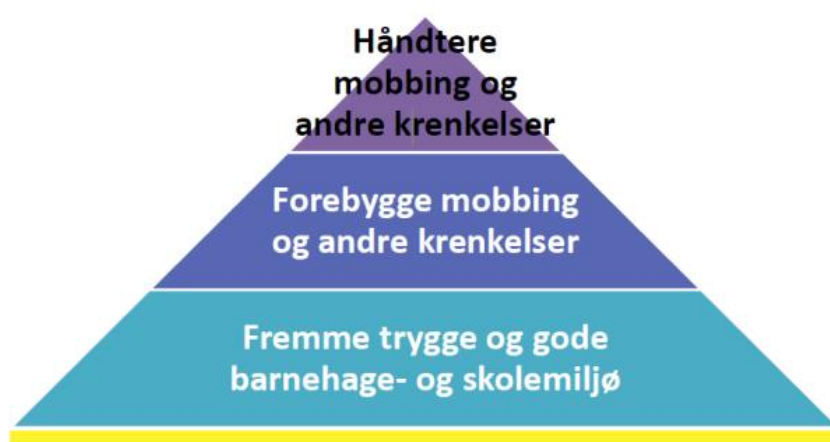 Håndtere
mobbing og
andre krenkelser
Forebygge mobbing
og andre krenkelser
Fremme trygge og gode
barnehage- og skolemiljø